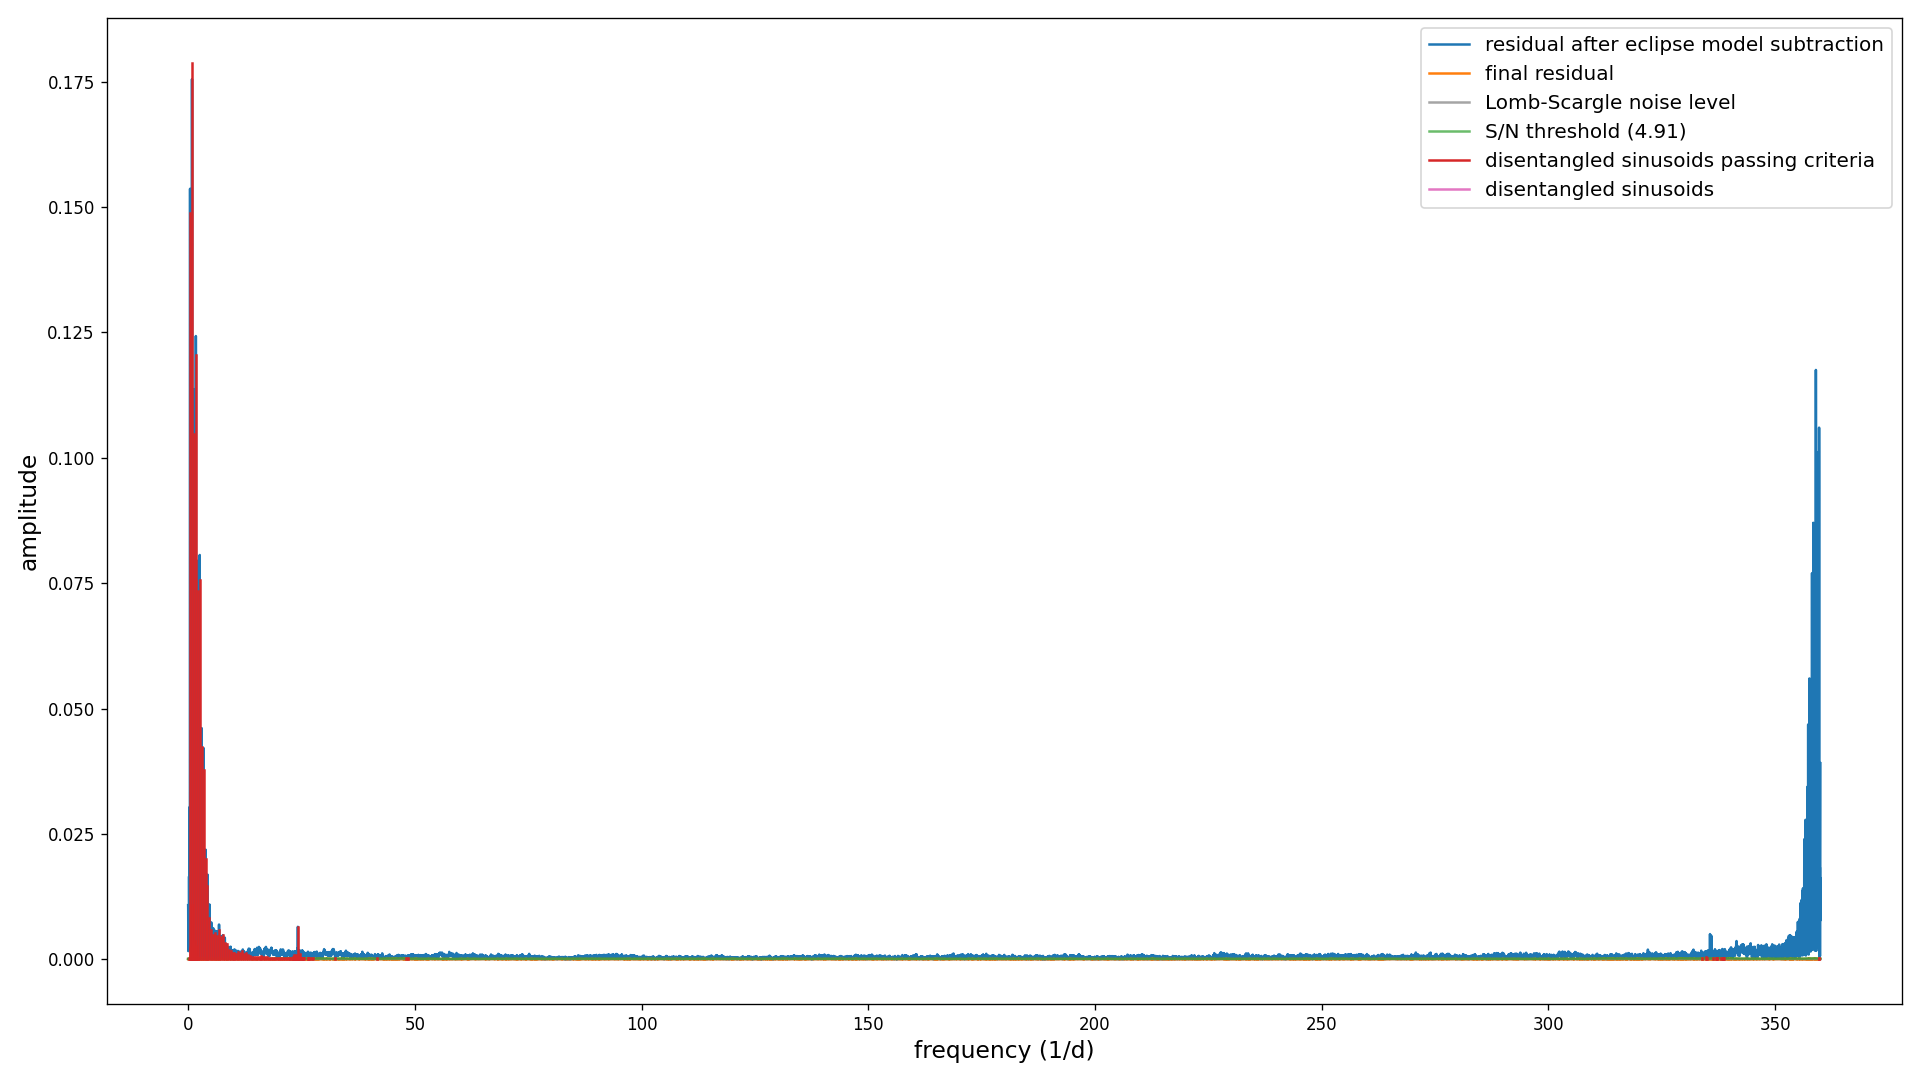 residual after eclipse model subtraction
final residual
Lomb-Scargle noise level
S/N threshold (4.91)
disentangled sinusoids passing criteria
disentangled sinusoids
amplitude
0.175
0.150
0.125
0.100
0.075
0.050
0.025
0.000
0 50 100 150 200 250 300 350
frequency (1/d)